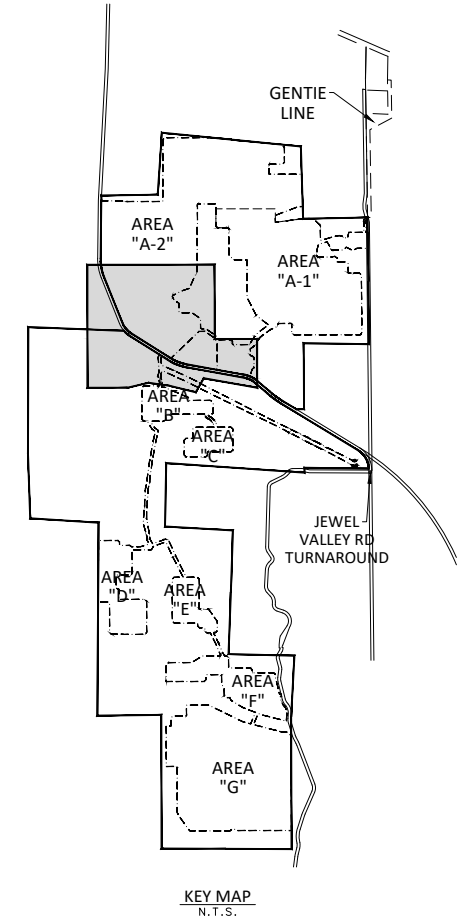 GENTIE
LINE
AREA
"A-2"
AREA
"A-1"
AREA
"B"
AREA
"C"
JEWEL
VALLEY RD
TURNAROUND
AREA
"D"
AREA
"E"
AREA
"F"
AREA
"G"
KEY MAP
N.T.S.